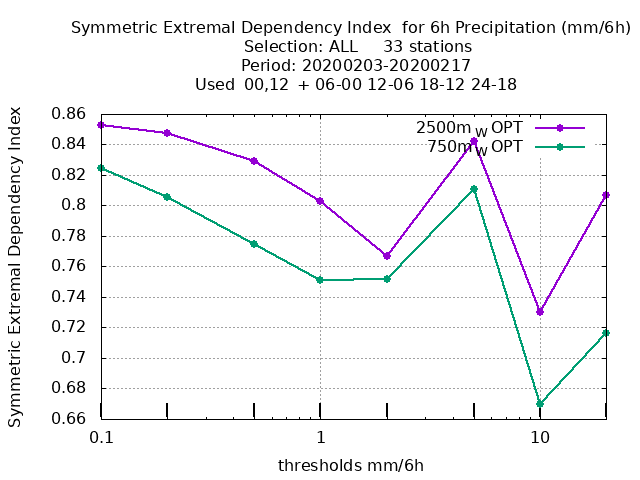 Symmetric Extremal Dependency Index  for 6h Precipitation (mm/6h)
Selection: ALL     33 stations
Period: 20200203-20200217
Used  00,12  + 06-00 12-06 18-12 24-18
Symmetric Extremal Dependency Index
0.86
0.84
0.82
0.8
0.78
0.76
0.74
0.72
0.7
0.68
0.66
2500m W OPT
750m W OPT
0.1
1
10
thresholds mm/6h